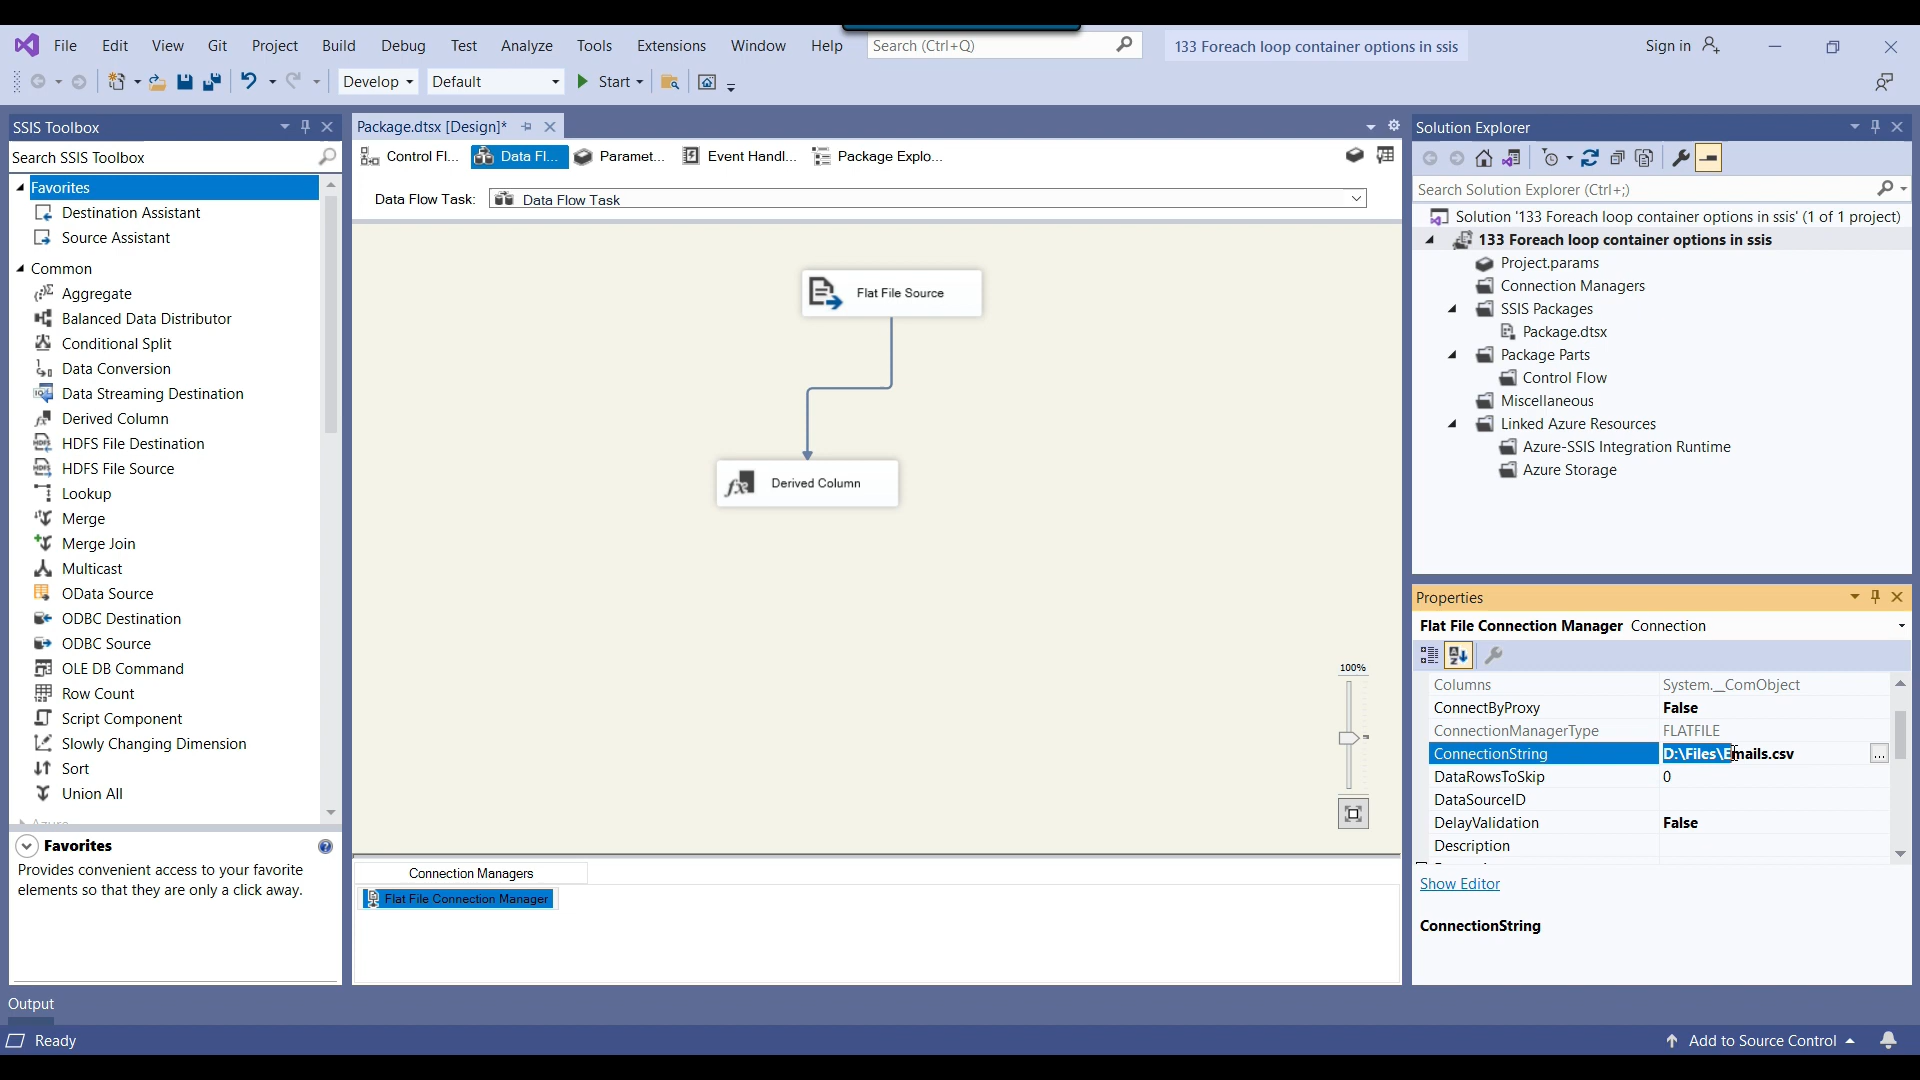 File Edit View Git Project Build Debug Test Analyze Tools Extensions Window Help Search (Ctrl+Q) 133 Foreach loop container options in ssis Sign in
Develop Default Start
SSIS Toolbox
Search SSIS Toolbox
Favorites
Destination Assistant
Source Assistant
Common
Aggregate
Balanced Data Distributor
Conditional Split
Data Conversion
Data Streaming Destination
Derived Column
HDFS File Destination
HDFS File Source
Lookup
Merge
Merge Join
Multicast
OData Source
ODBC Destination
ODBC Source
OLE DB Command
Row Count
Script Component
Slowly Changing Dimension
Sort
Union All
Favorites
Provides convenient access to your favorite
elements so that they are only a click away.
Package.dtsx [Design]*
Control Fl... Data Fl... Paramet... Event Handl... Package Explo...
Data Flow Task: Data Flow Task
Flat File Source
Derived Column
100%
Connection Managers
Flat File Connection Manager
Solution Explorer
Search Solution Explorer (Ctrl+;)
Solution '133 Foreach loop container options in ssis' (1 of 1 project)
133 Foreach loop container options in ssis
Project.params
Connection Managers
SSIS Packages
Package.dtsx
Package Parts
Control Flow
Miscellaneous
Linked Azure Resources
Azure-SSIS Integration Runtime
Azure Storage
Properties
Flat File Connection Manager Connection
Columns System.__ComObject
ConnectByProxy False
ConnectionManagerType FLATFILE
ConnectionString D:\Files\Emails.csv ...
DataRowsToSkip 0
DataSourceID
DelayValidation False
Description
Show Editor
ConnectionString
Output
Ready Add to Source Control